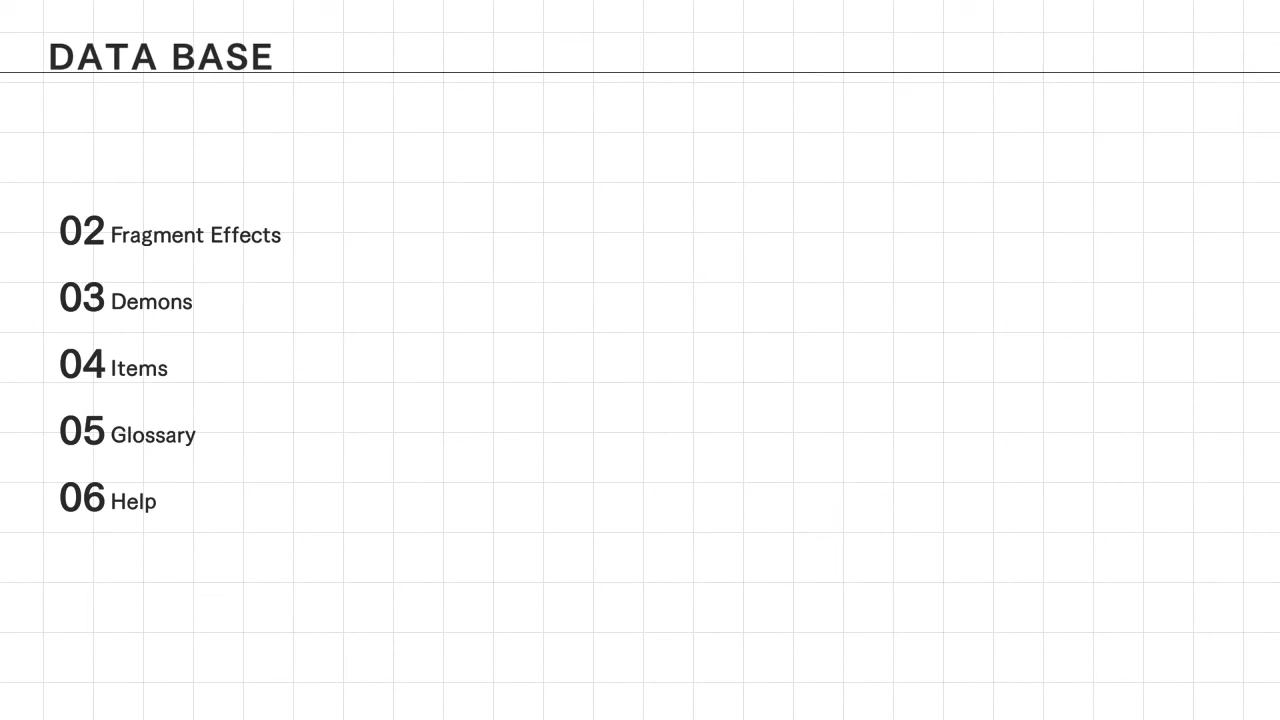 DATA BASE
02 Fragment Effects
03 Demons
04 Items
05 Glossary
06 Help